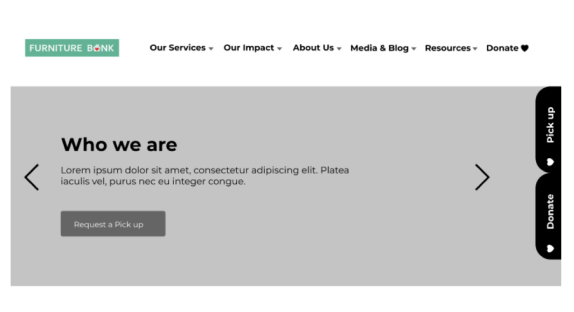 FURNITURE BANK
Our Services Our Impact About Us Media & Blog Resources Donate
Who we are
Lorem ipsum dolor sit amet, consectetur adipiscing elit. Platea
iaculis vel, purus nec eu integer congue.
Request a Pick up
Pick up
Donate